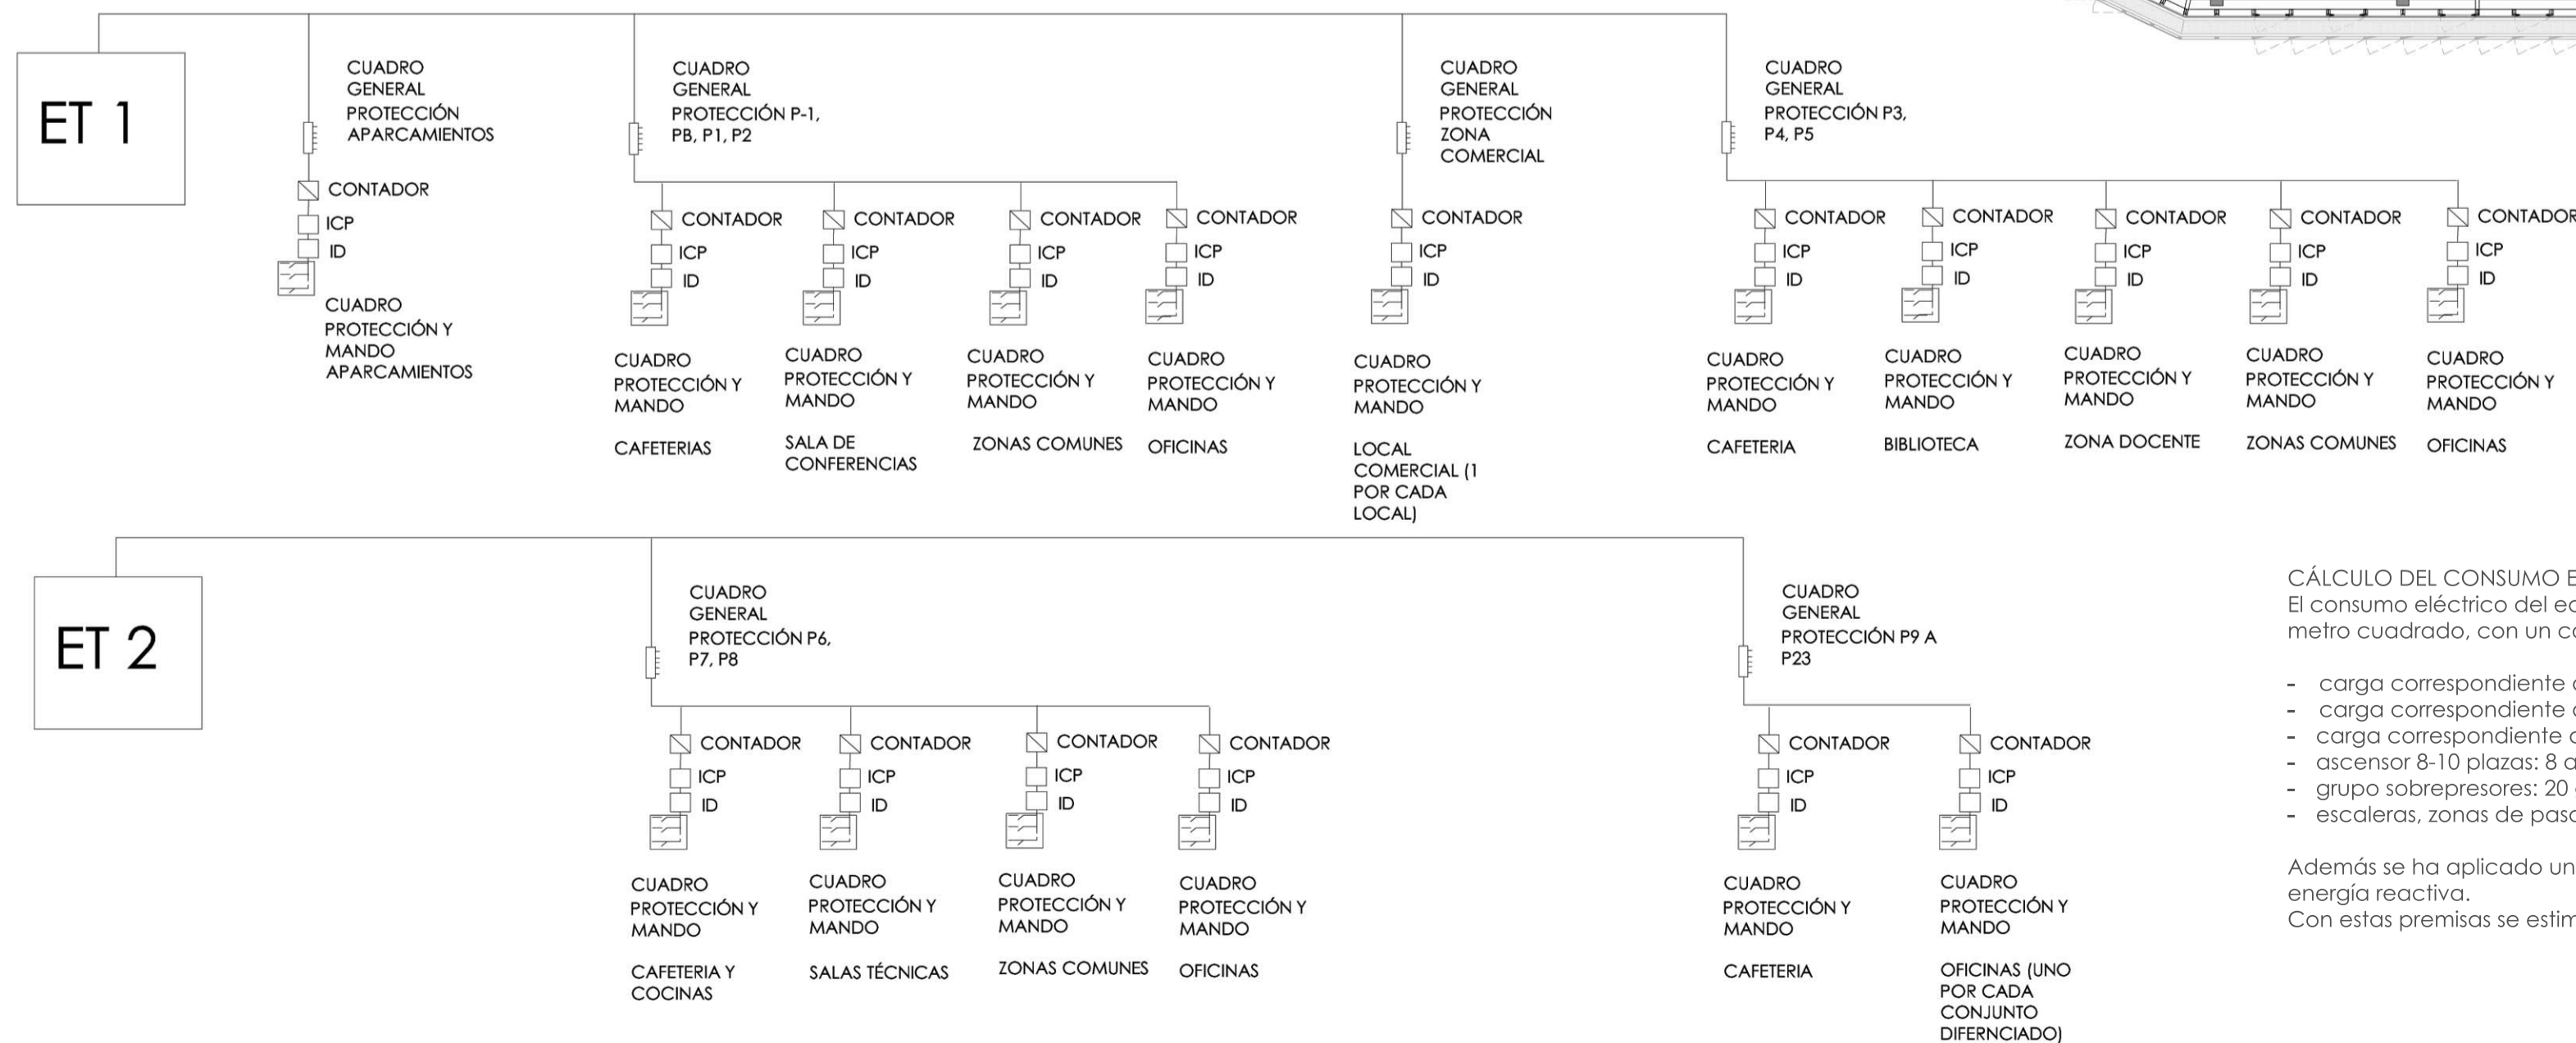 ET 1
CUADRO
GENERAL
PROTECCIÓN
APARCAMIENTOS
CONTADOR
ICP
ID
CUADRO
PROTECCIÓN Y
MANDO
APARCAMIENTOS
CUADRO
GENERAL
PROTECCIÓN P-1,
PB, P1, P2
CONTADOR
ICP
ID
CUADRO
PROTECCIÓN Y
MANDO
CAFETERIAS
CONTADOR
ICP
ID
CUADRO
PROTECCIÓN Y
MANDO
SALA DE
CONFERENCIAS
CONTADOR
ICP
ID
CUADRO
PROTECCIÓN Y
MANDO
ZONAS COMUNES
CONTADOR
ICP
ID
CUADRO
PROTECCIÓN Y
MANDO
OFICINAS
CUADRO
GENERAL
PROTECCIÓN
ZONA
COMERCIAL
CONTADOR
ICP
ID
CUADRO
PROTECCIÓN Y
MANDO
LOCAL
COMERCIAL (1
POR CADA
LOCAL)
CUADRO
GENERAL
PROTECCIÓN P3,
P4, P5
CONTADOR
ICP
ID
CUADRO
PROTECCIÓN Y
MANDO
CAFETERIA
CONTADOR
ICP
ID
CUADRO
PROTECCIÓN Y
MANDO
BIBLIOTECA
CONTADOR
ICP
ID
CUADRO
PROTECCIÓN Y
MANDO
ZONA DOCENTE
CONTADOR
ICP
ID
CUADRO
PROTECCIÓN Y
MANDO
ZONAS COMUNES
CONTADOR
ICP
ID
CUADRO
PROTECCIÓN Y
MANDO
OFICINAS
ET 2
CUADRO
GENERAL
PROTECCIÓN P6,
P7, P8
CONTADOR
ICP
ID
CUADRO
PROTECCIÓN Y
MANDO
CAFETERIA Y
COCINAS
CONTADOR
ICP
ID
CUADRO
PROTECCIÓN Y
MANDO
SALAS TÉCNICAS
CONTADOR
ICP
ID
CUADRO
PROTECCIÓN Y
MANDO
ZONAS COMUNES
CONTADOR
ICP
ID
CUADRO
PROTECCIÓN Y
MANDO
OFICINAS
CUADRO
GENERAL
PROTECCIÓN P9 A
P23
CONTADOR
ICP
ID
CUADRO
PROTECCIÓN Y
MANDO
CAFETERIA
CONTADOR
ICP
ID
CUADRO
PROTECCIÓN Y
MANDO
OFICINAS (UNO
POR CADA
CONJUNTO
DIFERNCIADO)
CÁLCULO DEL CONSUMO
El consumo eléctrico del
metro cuadrado, con un
- carga correspondiente
- carga correspondiente
- carga correspondiente
- ascensor 8-10 plazas: 8
- grupo sobrepresores: 20
- escaleras, zonas de
Además se ha aplicado un
energía reactiva.
Con estas premisas se